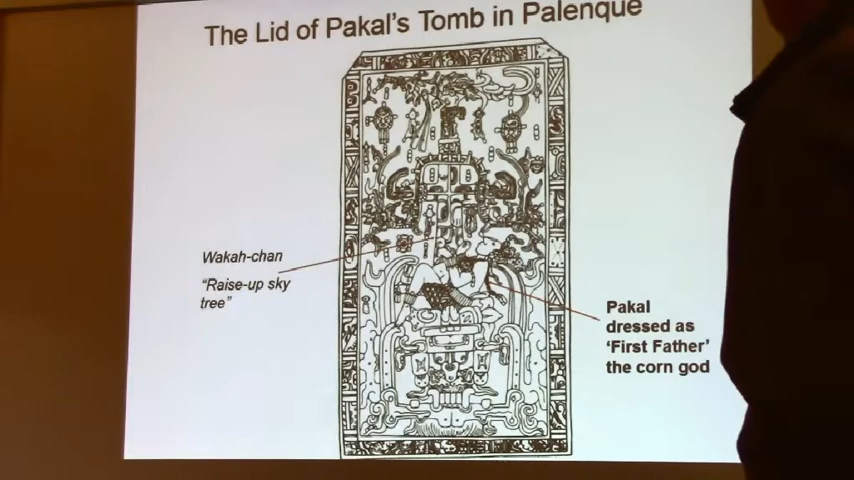 The Lid of Pakal's Tomb in Palenque
Wakah-chan
"Raise-up sky
tree"
Pakal
dressed as
'First Father'
the corn god